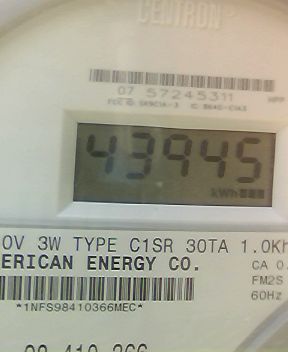 CENTRON
07 57245311
43945
kWh
0V 3W TYPE C1SR 30TA 1.0Kh
ERICAN ENERGY CO.
CA 0.
FM2S
60Hz
*1NFS98410366MEC*